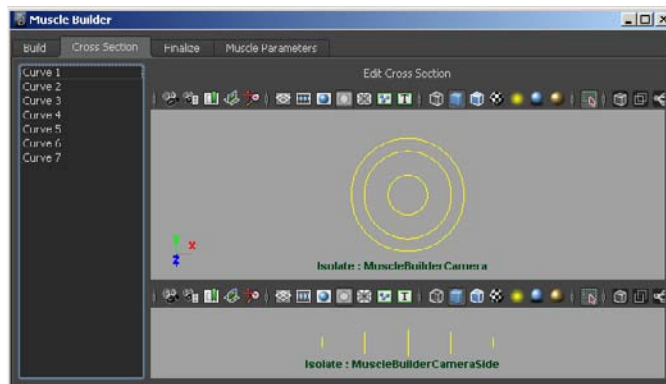 Muscle Builder
Build
Cross Section
Finalize
Muscle Parameters
Curve 1
Curve 2
Curve 3
Curve 4
Curve 5
Curve 6
Curve 7
Edit Cross Section
Y
X
Z
Isolate : MuscleBuilderCamera
Isolate : MuscleBuilderCameraSide